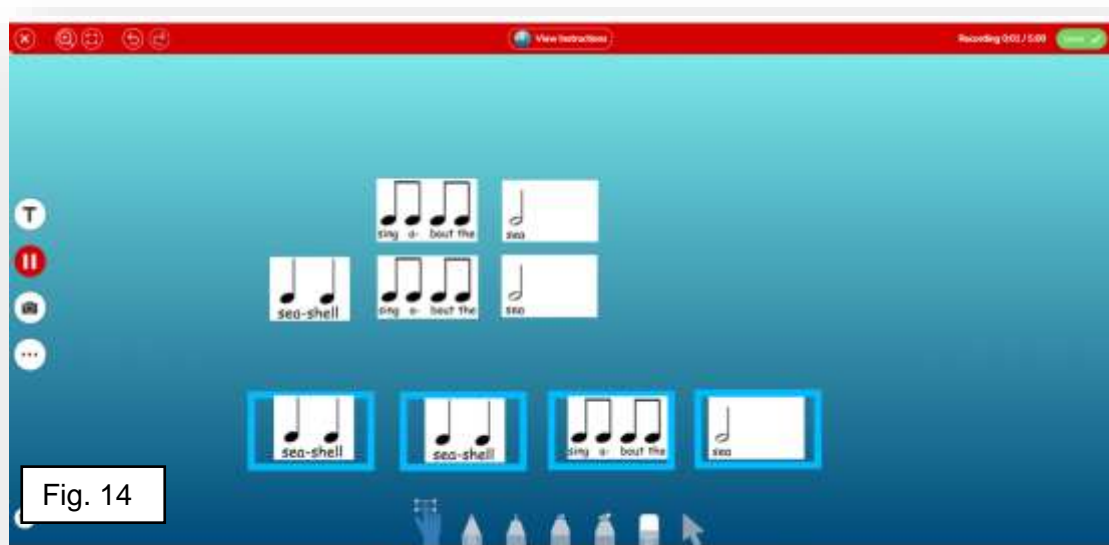 View Instructions
Recording 0:02 / 5:00
T
sing a- bout the
sea
sea-shell
sing a- bout the
sea
sea-shell
sea-shell
sing a- bout the
sea
Fig. 14